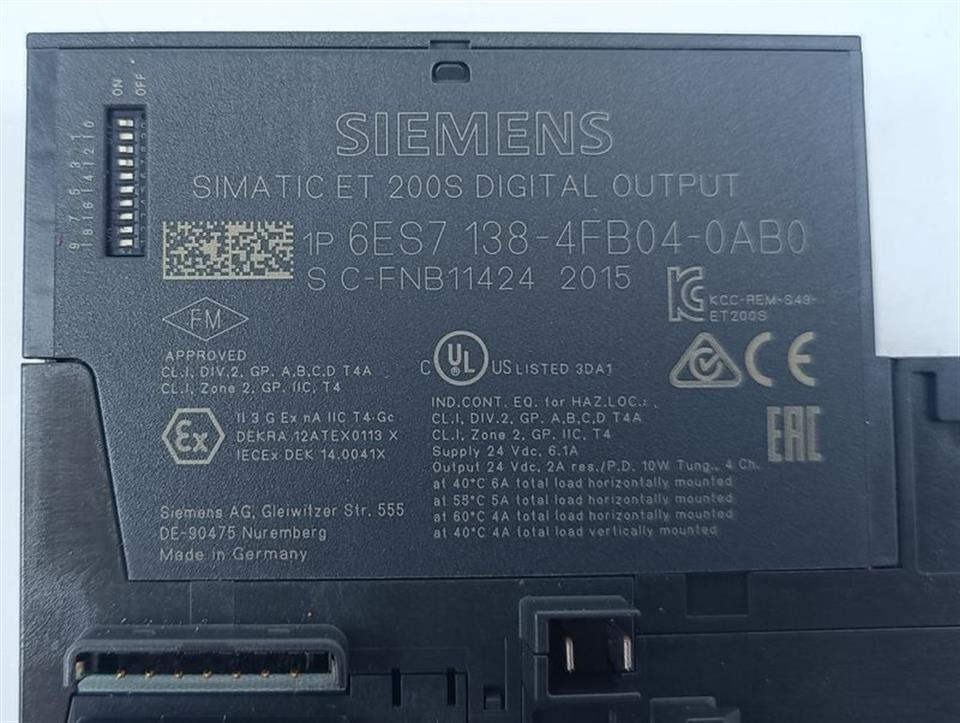 ON
OFF
SIEMENS
SIMATIC ET 200S DIGITAL OUTPUT
1P 6ES7 138-4FB04-0AB0
S C-FNB11424 2015
KCC-REM-S49-
ET200S
FM
APPROVED
CL.I, DIV.2, GP. A,B,C,D T4A
CL.I, Zone 2, GP. IIC, T4
C UL US LISTED 3DA1
CE
Ex
II 3 G Ex nA IIC T4 Gc
DEKRA 12ATEX0113 X
IECEx DEK 14.0041X
IND.CONT. EQ. for HAZ.LOC.:
CL.I, DIV.2, GP. A,B,C,D T4A
CL.I, Zone 2, GP. IIC, T4
Supply 24 Vdc, 6.1A
Output 24 Vdc, 2A res./P.D. 10W Tung., 4 Ch.
at 40°C 6A total load horizontally mounted
at 55°C 5A total load horizontally mounted
at 60°C 4A total load horizontally mounted
at 40°C 4A total load vertically mounted
EAC
Siemens AG, Gleiwitzer Str. 555
DE-90475 Nuremberg
Made in Germany